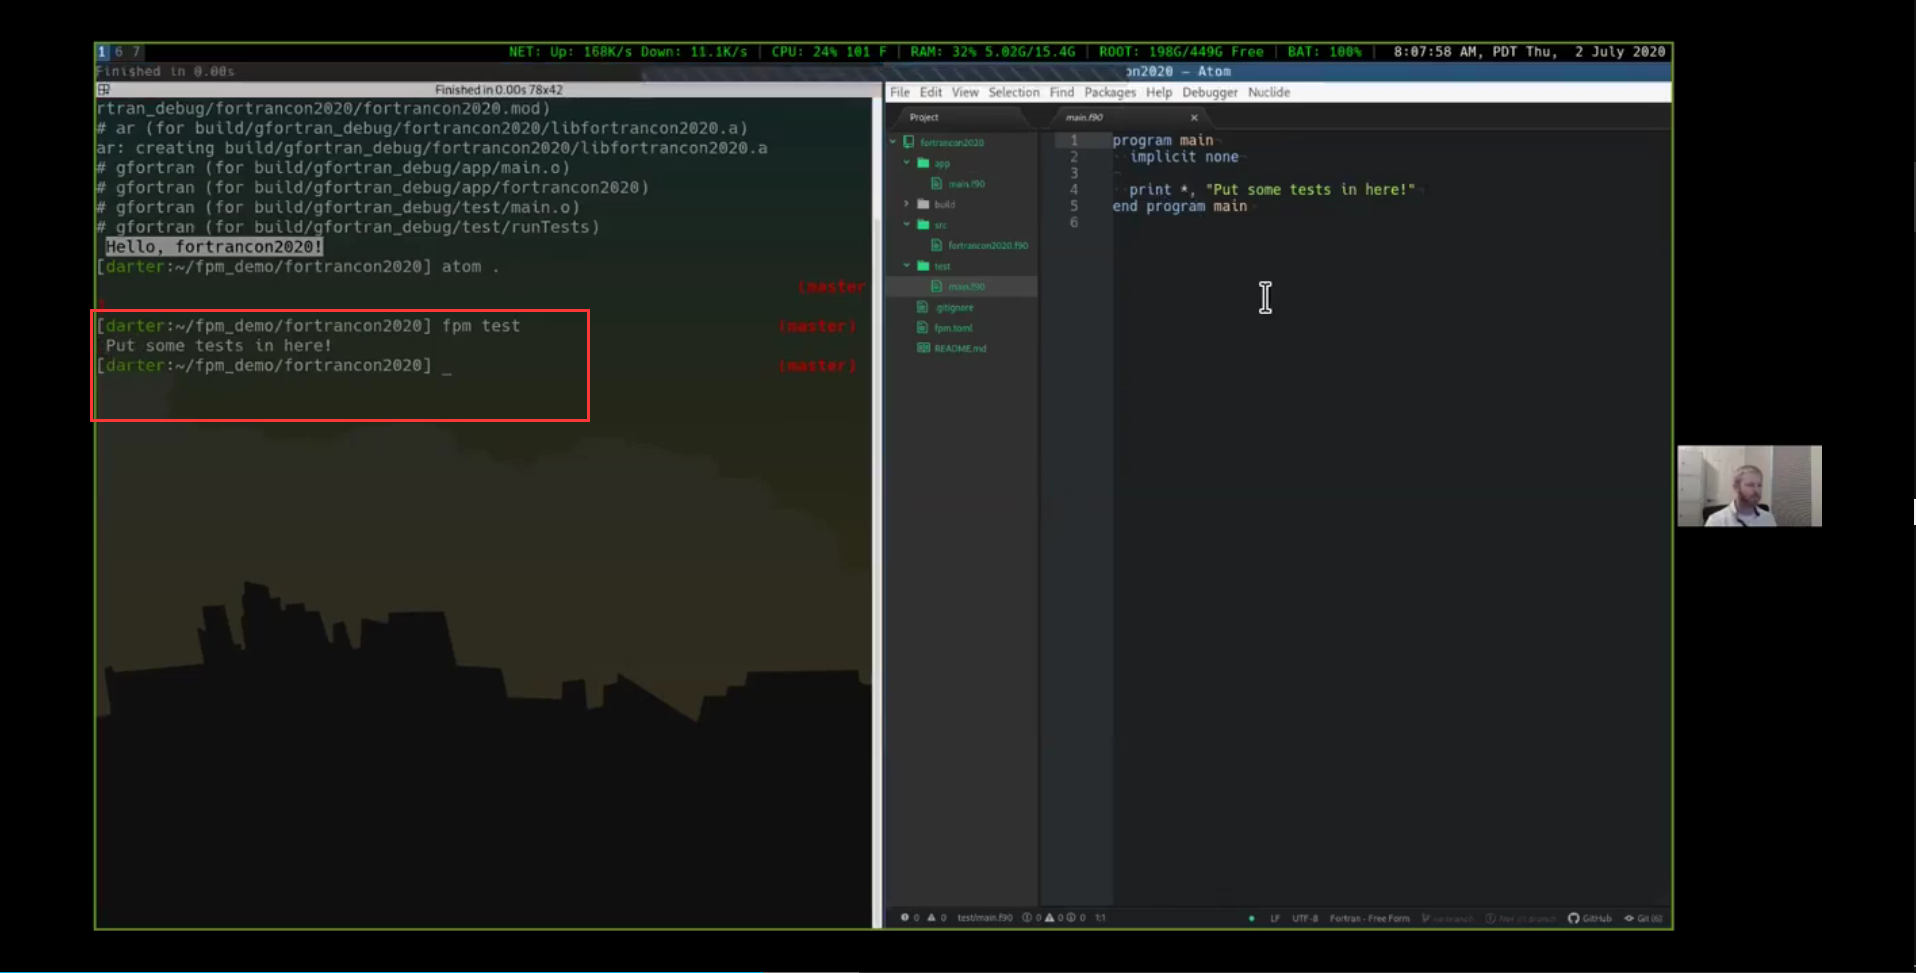 1 6 7
NET: Up: 168K/s Down: 11.1K/s | CPU: 24% 101 F | RAM: 32% 5.02G/15.4G | ROOT: 198G/449G Free | BAT: 100% | 8:07:58 AM, PDT Thu, 2 July 2020
Finished in 0.00s
Finished in 0.00s 78x42
rtran_debug/fortrancon2020/fortrancon2020.mod)
# ar (for build/gfortran_debug/fortrancon2020/libfortrancon2020.a)
ar: creating build/gfortran_debug/fortrancon2020/libfortrancon2020.a
# gfortran (for build/gfortran_debug/app/main.o)
# gfortran (for build/gfortran_debug/app/fortrancon2020)
# gfortran (for build/gfortran_debug/test/main.o)
# gfortran (for build/gfortran_debug/test/runTests)
Hello, fortrancon2020!
[darter:~/fpm_demo/fortrancon2020] atom .
(master
)
[darter:~/fpm_demo/fortrancon2020] fpm test (master)
Put some tests in here!
[darter:~/fpm_demo/fortrancon2020] _ (master)
on2020 — Atom
File Edit View Selection Find Packages Help Debugger Nuclide
Project
fortrancon2020
app
main.f90
build
src
fortrancon2020.f90
test
main.f90
.gitignore
fpm.toml
README.md
main.f90
1 program main
2 implicit none
3
4 print *, "Put some tests in here!"
5 end program main
6
0 0 test/main.f90 0 0 0 1:1
LF UTF-8 Fortran - Free Form GitHub Git